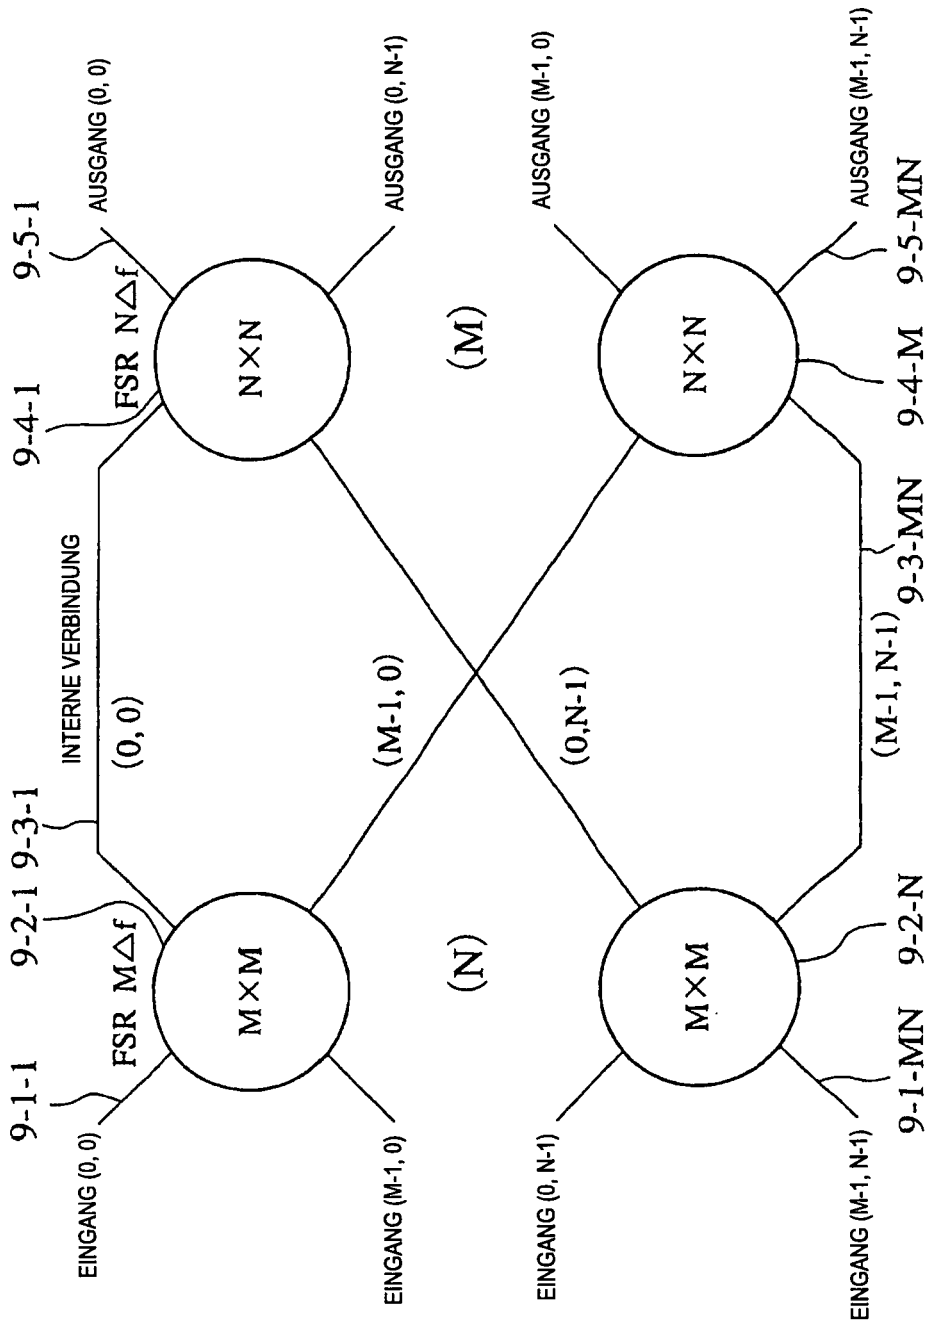 9-1-1
FSR M△f
9-2-1
9-3-1
INTERNE VERBINDUNG
9-4-1
FSR N△f
9-5-1
EINGANG (0, 0)
(0, 0)
AUSGANG (0, 0)
M×M
N×N
EINGANG (M-1, 0)
(M-1, 0)
AUSGANG (0, N-1)
(N)
(M)
EINGANG (0, N-1)
(0,N-1)
AUSGANG (M-1, 0)
M×M
N×N
EINGANG (M-1, N-1)
(M-1, N-1)
AUSGANG (M-1, N-1)
9-1-MN
9-2-N
9-3-MN
9-4-M
9-5-MN